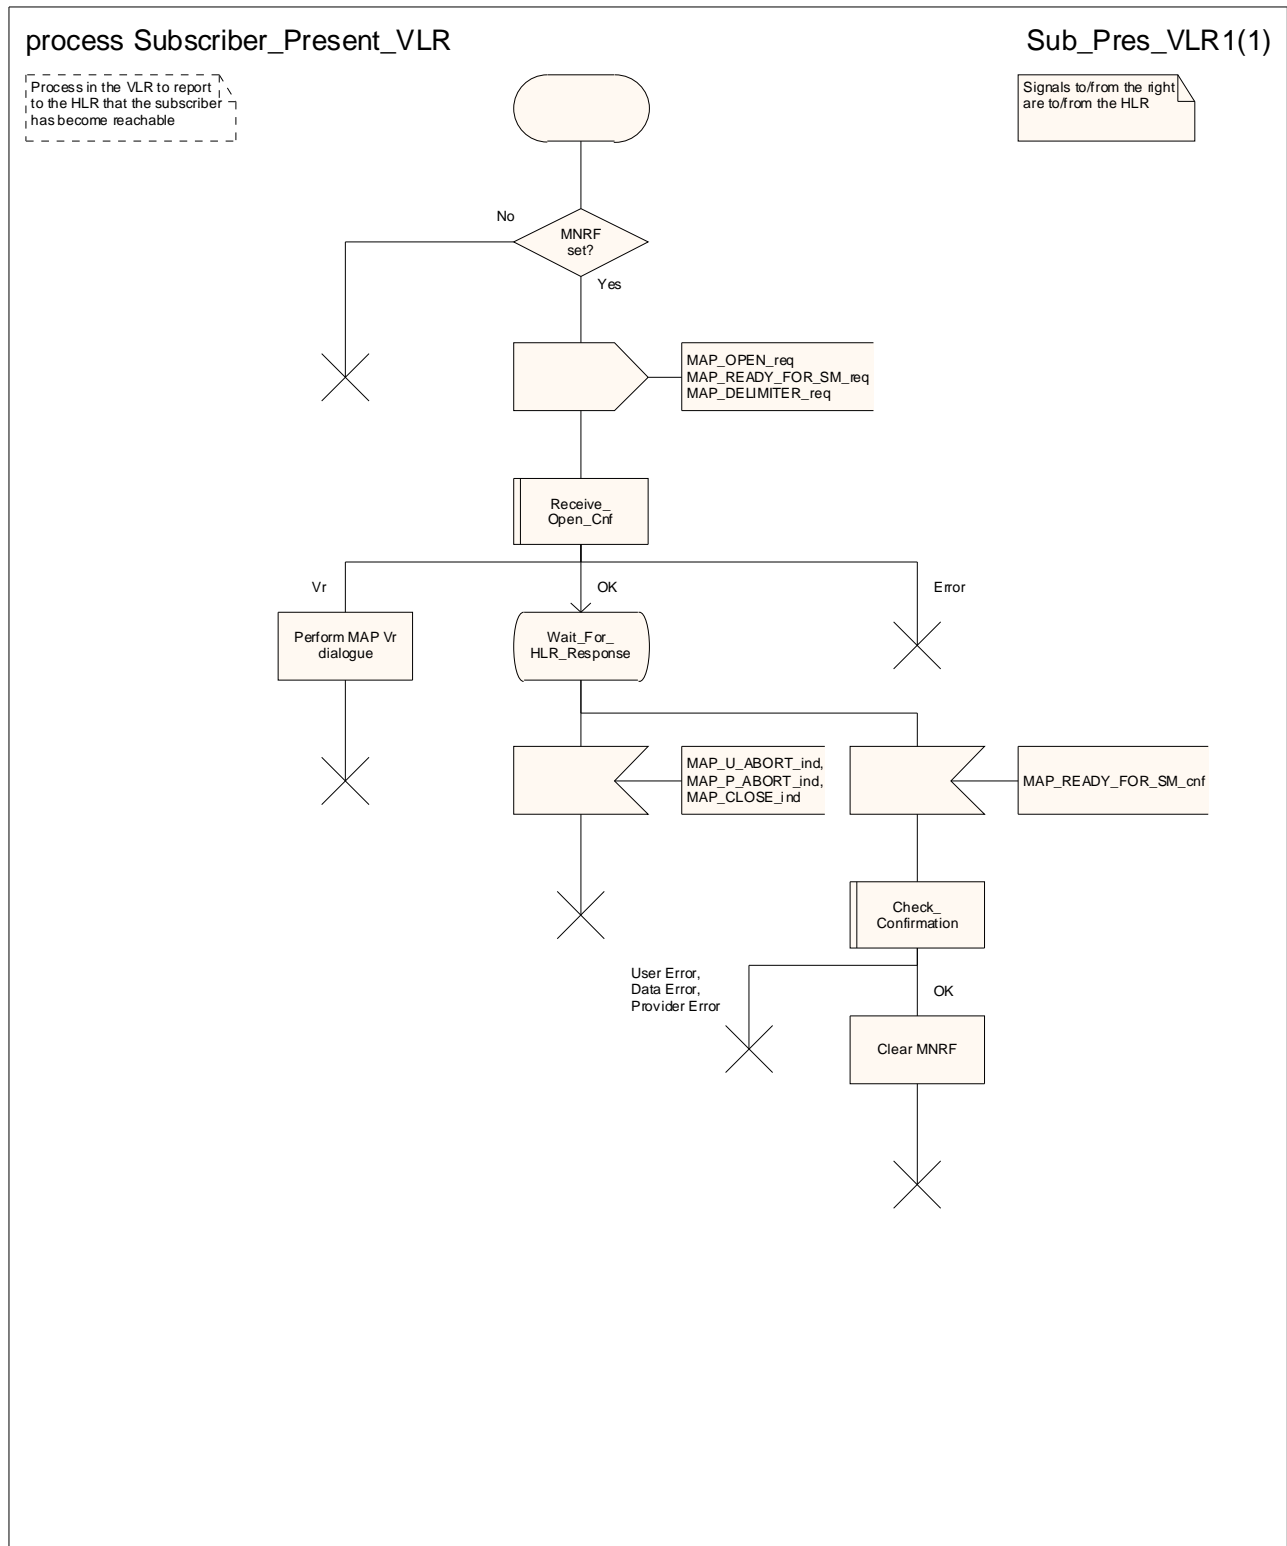 process Subscriber_Present_VLR
Sub_Pres_VLR1(1)
Process in the VLR to report
to the HLR that the subscriber
has become reachable
Signals to/from the right
are to/from the HLR
No
MNRF
set?
Yes
MAP_OPEN_req
MAP_READY_FOR_SM_req
MAP_DELIMITER_req
Receive_
Open_Cnf
Vr
OK
Error
Perform MAP Vr
dialogue
Wait_For_
HLR_Response
MAP_U_ABORT_ind,
MAP_P_ABORT_ind,
MAP_CLOSE_ind
MAP_READY_FOR_SM_cnf
Check_
Confirmation
User Error,
Data Error,
Provider Error
OK
Clear MNRF